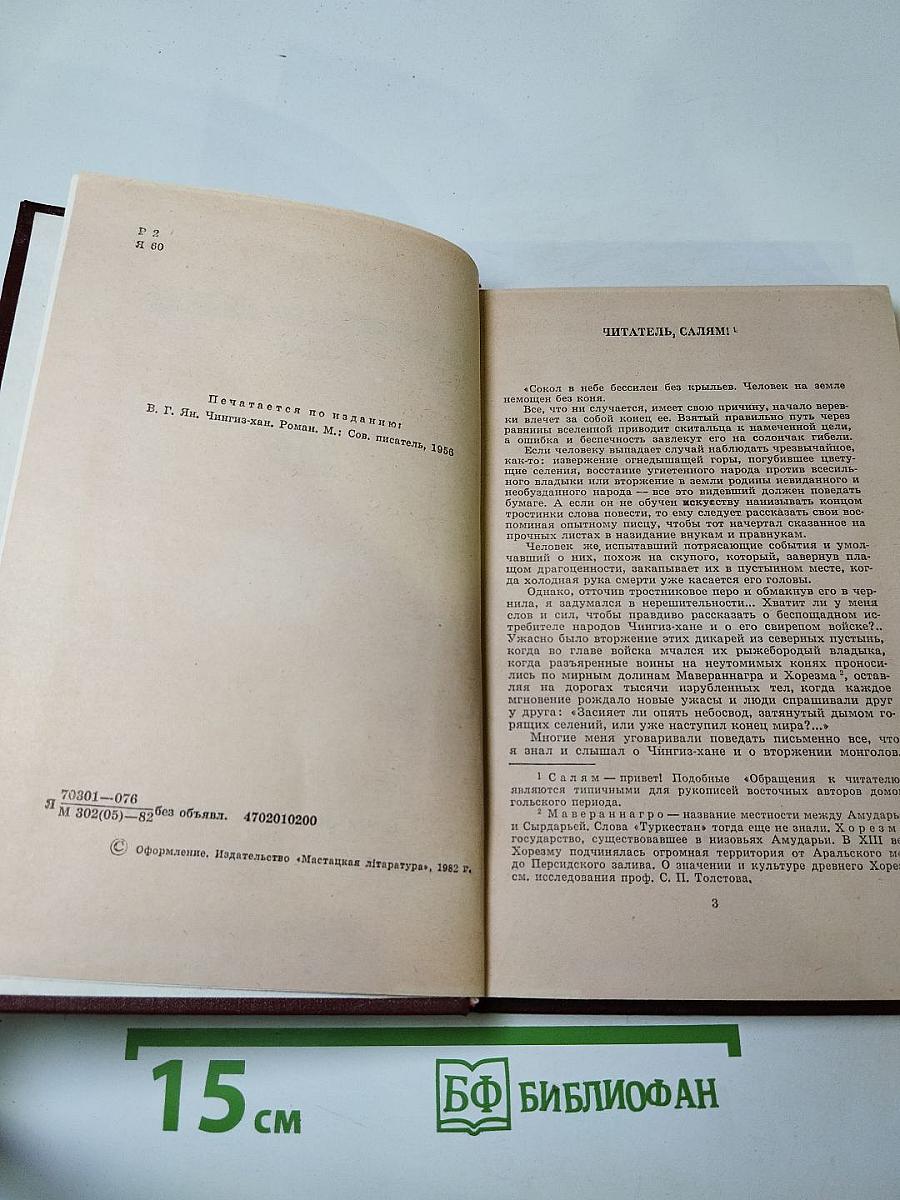 Р 2
Я 60
Печатается по изданию:
В. Г. Ян. Чингиз-хан. Роман. М.: Сов. писатель, 1956
Я 70301—076
М 302(05)—82 без объявл. 4702010200
© Оформление. Издательство «Мастацкая літаратура», 1982 г.
ЧИТАТЕЛЬ, САЛЯМ! 1
«Сокол в небе бессилен без крыльев. Человек на земле
немощен без коня.
Все, что ни случается, имеет свою причину, начало верев-
ки влечет за собой конец ее. Взятый правильно путь через
равнины вселенной приводит скитальца к намеченной цели,
а ошибка и беспечность завлекут его на солончак гибели.
Если человеку выпадает случай наблюдать чрезвычайное,
как-то: извержение огнедышащей горы, погубившее цвету-
щие селения, восстание угнетенного народа против всесиль-
ного владыки или вторжение в земли родины невиданного и
необузданного народа — все это видевший должен поведать
бумаге. А если он не обучен искусству нанизывать концом
тростинки слова повести, то ему следует рассказать свои вос-
поминая опытному писцу, чтобы тот начертал сказанное на
прочных листах в назидание внукам и правнукам.
Человек же, испытавший потрясающие события и умол-
чавший о них, похож на скупого, который, завернув пла-
щом драгоценности, закапывает их в пустынном месте, ког-
да холодная рука смерти уже касается его головы.
Однако, отточив тростниковое перо и обмакнув его в чер-
нила, я задумался в нерешительности... Хватит ли у меня
слов и сил, чтобы правдиво рассказать о беспощадном ис-
требителе народов Чингиз-хане и о его свирепом войске?..
Ужасно было вторжение этих дикарей из северных пустынь,
когда во главе войска мчался их рыжебородый владыка,
когда разъяренные воины на неутомимых конях проноси-
лись по мирным долинам Мавераннагра и Хорезма 2, остав-
ляя на дорогах тысячи изрубленных тел, когда каждое
мгновение рождало новые ужасы и люди спрашивали друг
у друга: «Засияет ли опять небосвод, затянутый дымом го-
рящих селений, или уже наступил конец мира?...»
Многие меня уговаривали поведать письменно все, что
я знал и слышал о Чингиз-хане и о вторжении монголов.
1 Салям — привет! Подобные «Обращения к читателю
являются типичными для рукописей восточных авторов домон
гольского периода.
2 Мавераннагро — название местности между Амударь
и Сырдарьей. Слова «Туркестан» тогда еще не знали. Хорезм
государство, существовавшее в низовьях Амударьи. В XIII ве
Хорезму подчинялась огромная территория от Аральского мо
до Персидского залива. О значении и культуре древнего Хорез
см. исследования проф. С. П. Толстова.
3
15 см
БФ БИБЛИОФАН